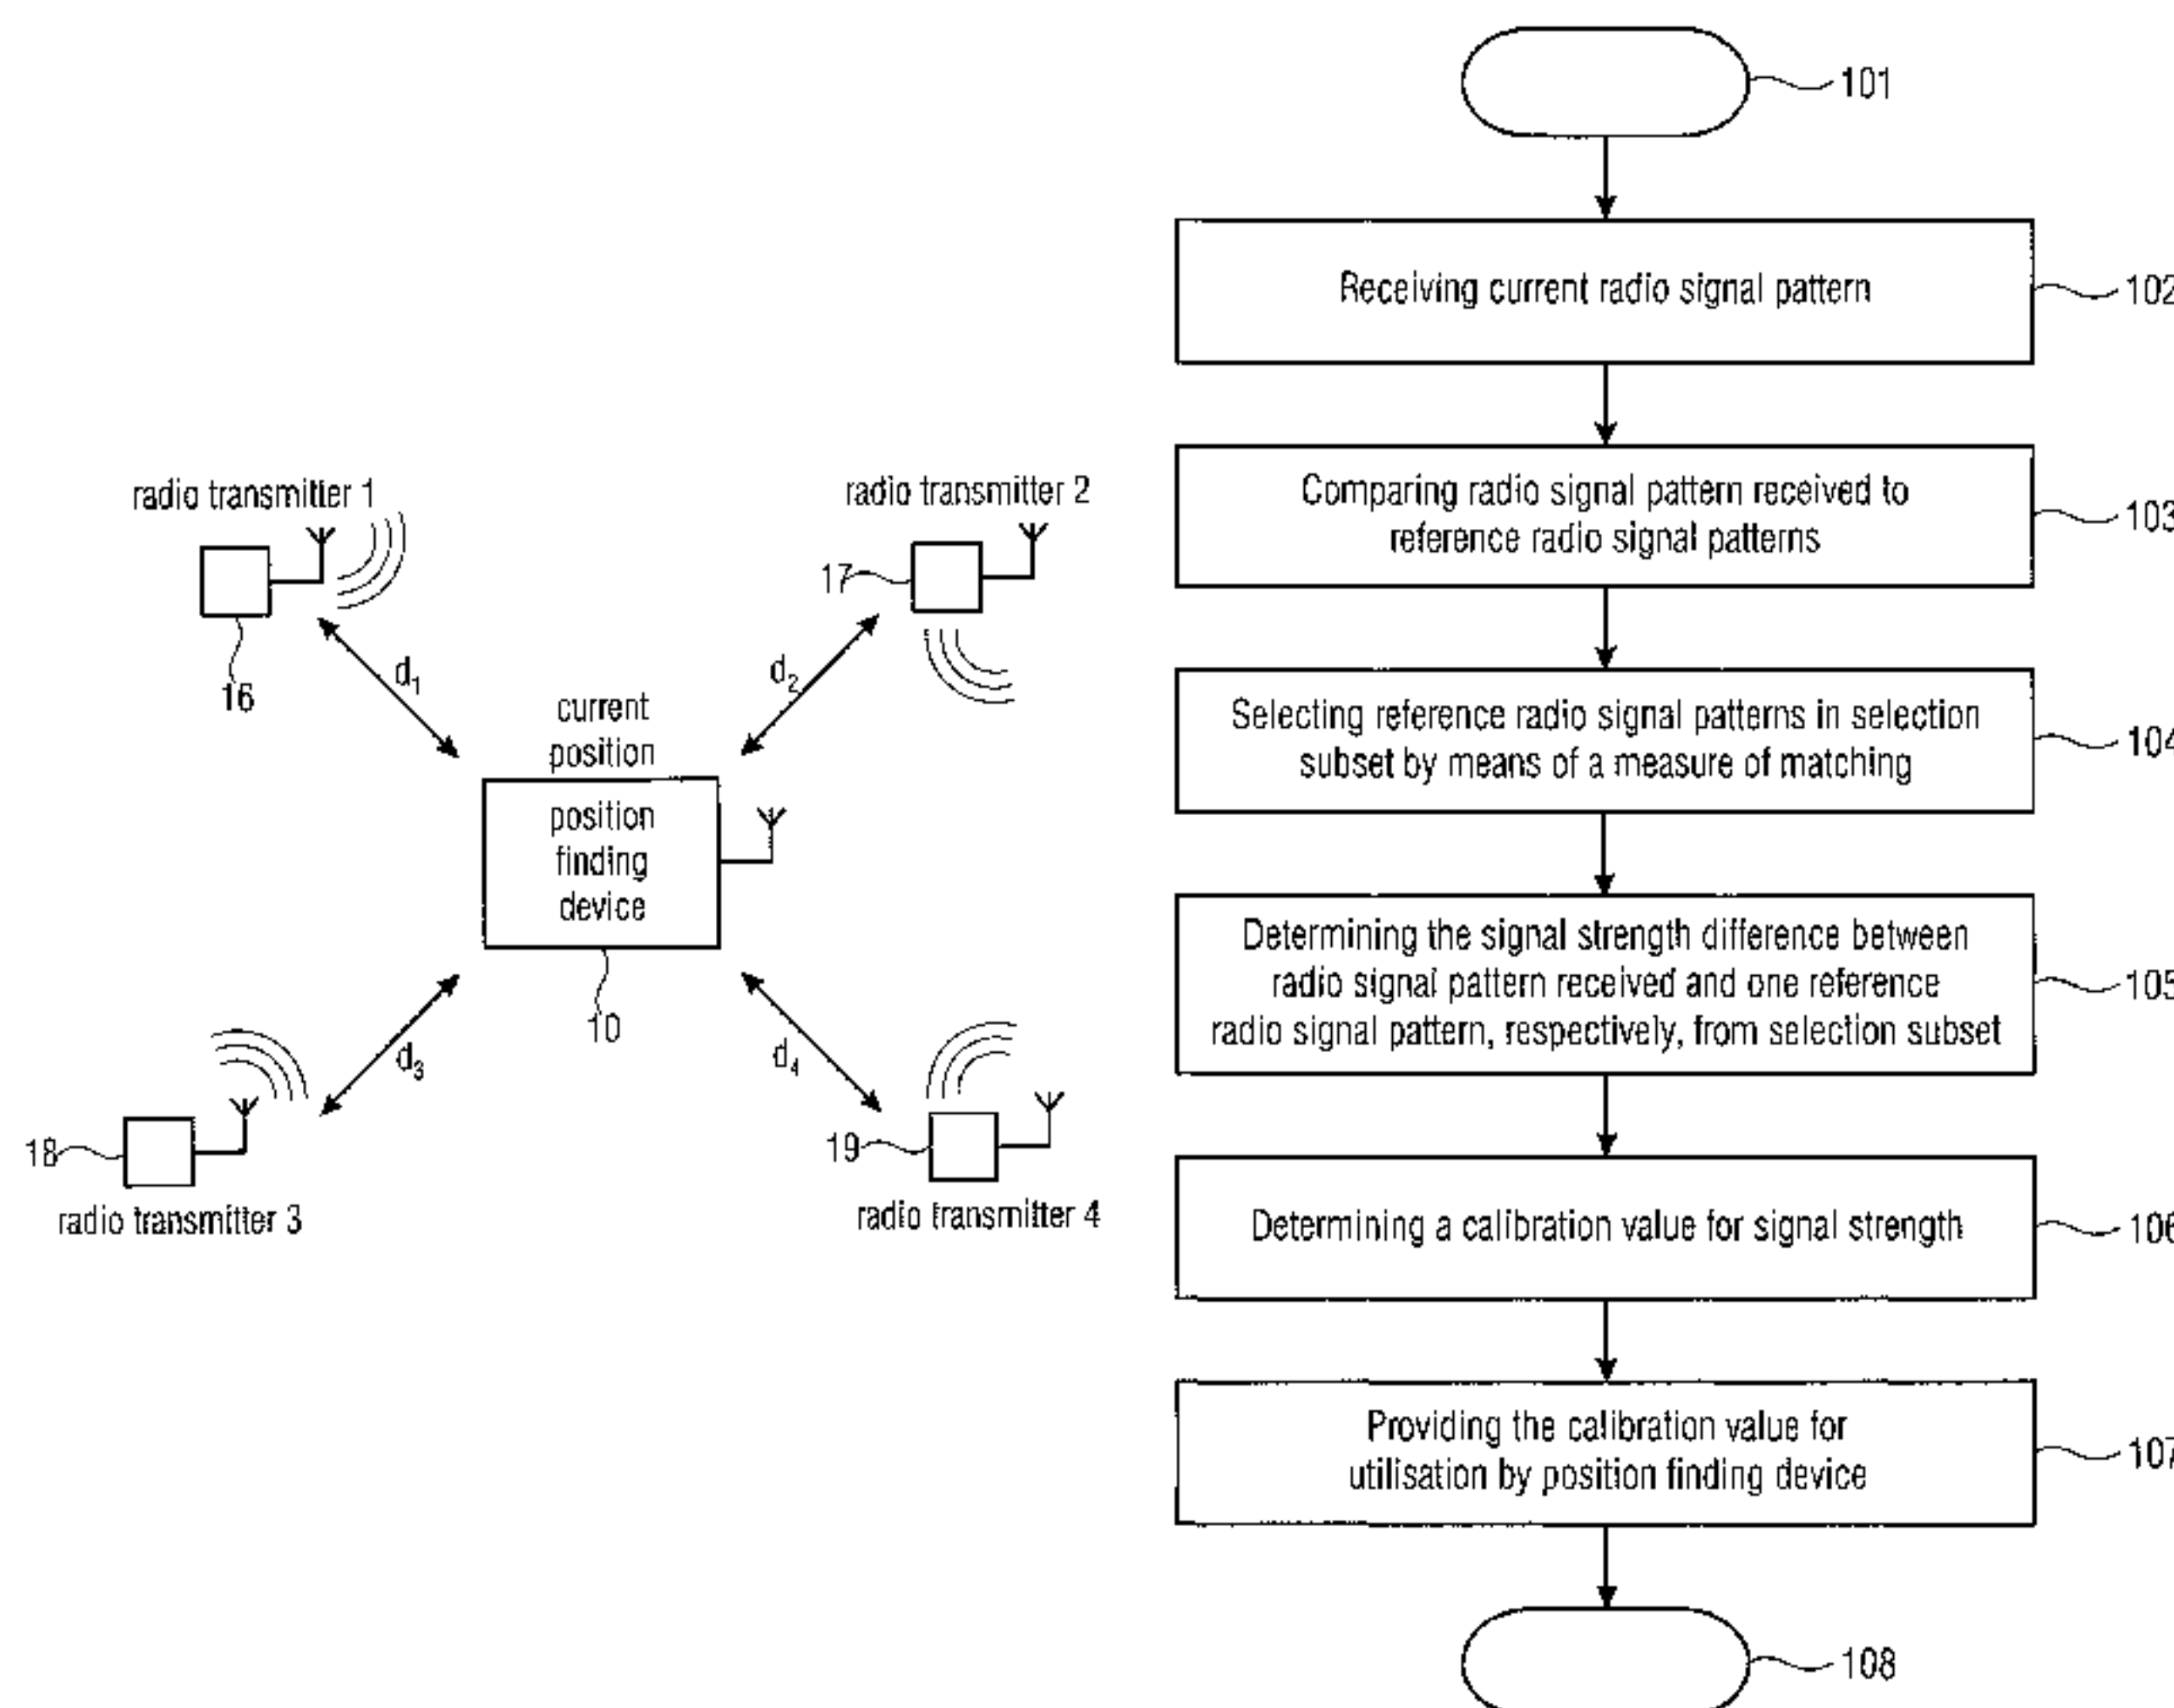 radio transmitter 1
16
d1
radio transmitter 2
17
d2
current
position
position
finding
device
10
d3
18
radio transmitter 3
d4
19
radio transmitter 4
101
Receiving current radio signal pattern
102
Comparing radio signal pattern received to
reference radio signal patterns
103
Selecting reference radio signal patterns in selection
subset by means of a measure of matching
104
Determining the signal strength difference between
radio signal pattern received and one reference
radio signal pattern, respectively, from selection subset
105
Determining a calibration value for signal strength
106
Providing the calibration value for
utilisation by position finding device
107
108